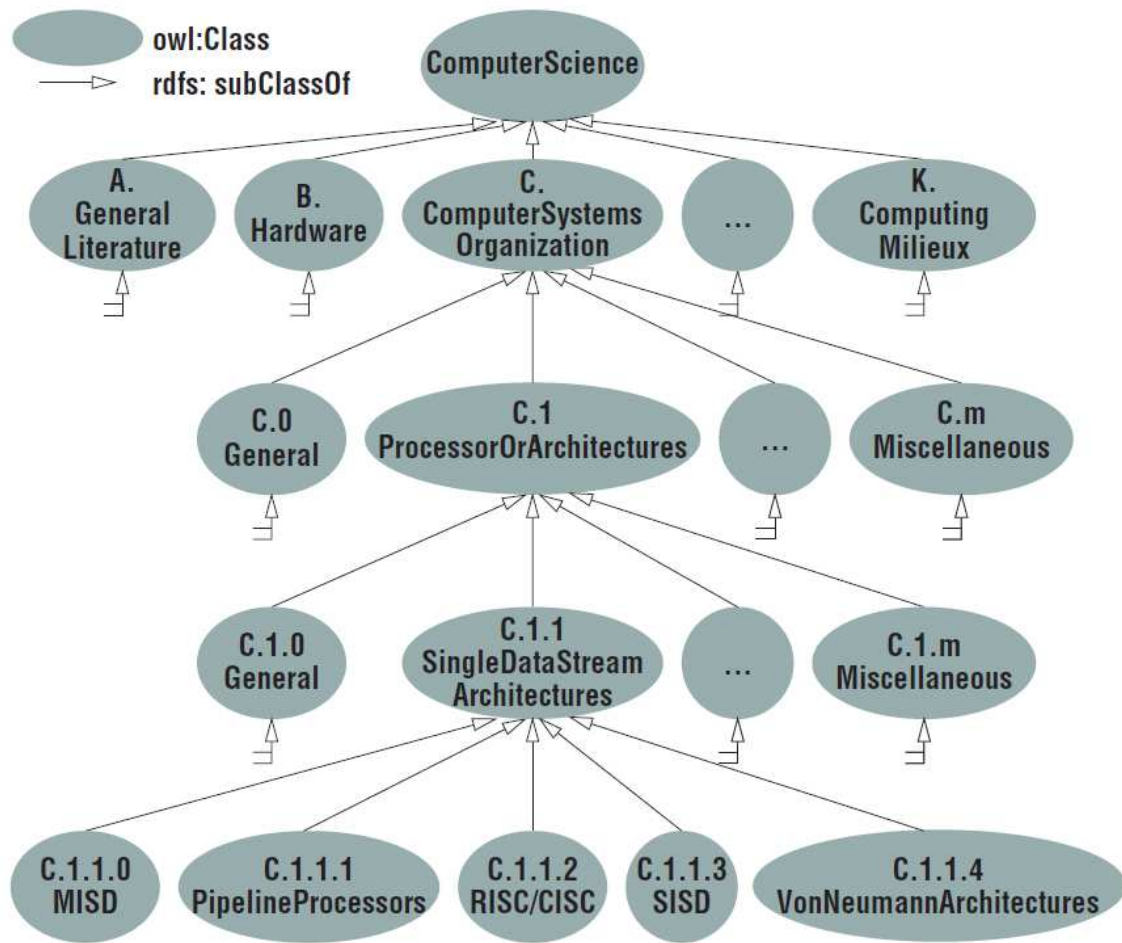 owl:Class
rdfs: subClassOf
ComputerScience
A.
General
Literature
B.
Hardware
C.
ComputerSystems
Organization
...
K.
Computing
Milieux
C.0
General
C.1
ProcessorOrArchitectures
...
C.m
Miscellaneous
C.1.0
General
C.1.1
SingleDataStream
Architectures
...
C.1.m
Miscellaneous
C.1.1.0
MISD
C.1.1.1
PipelineProcessors
C.1.1.2
RISC/CISC
C.1.1.3
SISD
C.1.1.4
VonNeumannArchitectures